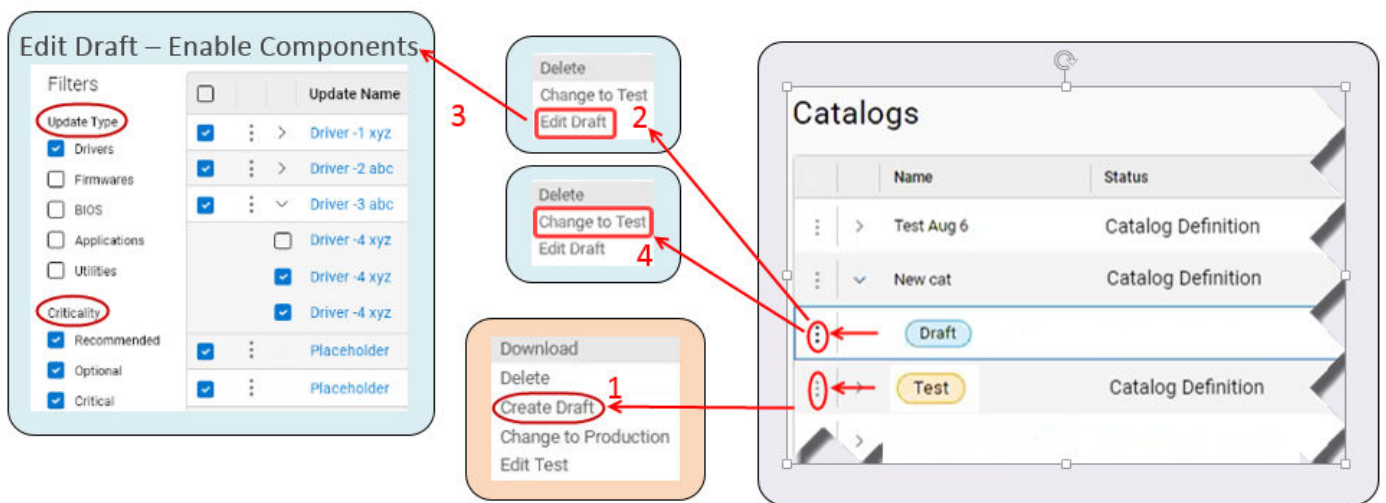 Edit Draft – Enable Components
Filters
Update Type
Drivers
Firmwares
BIOS
Applications
Utilities
Criticality
Recommended
Optional
Critical
Update Name
Driver -1 xyz
Driver -2 abc
Driver -3 abc
Driver -4 xyz
Driver -4 xyz
Driver -4 xyz
Placeholder
Placeholder
3
Delete
Change to Test
Edit Draft
2
Delete
Change to Test
Edit Draft
4
Download
Delete
Create Draft
1
Change to Production
Edit Test
Catalogs
Name Status
Test Aug 6 Catalog Definition
New cat Catalog Definition
Draft
Test Catalog Definition